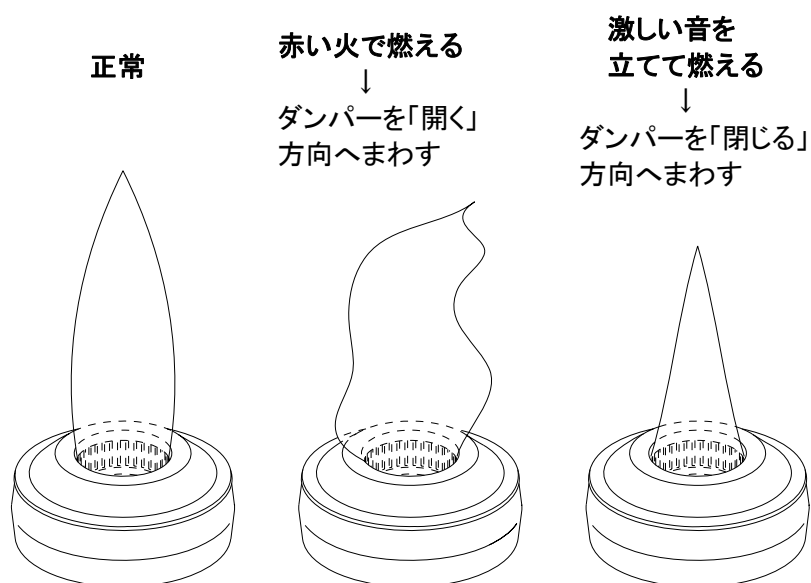 正常
赤い火で燃える
↓
ダンパーを「開く」
方向へまわす
激しい音を
立てて燃える
↓
ダンパーを「閉じる」
方向へまわす